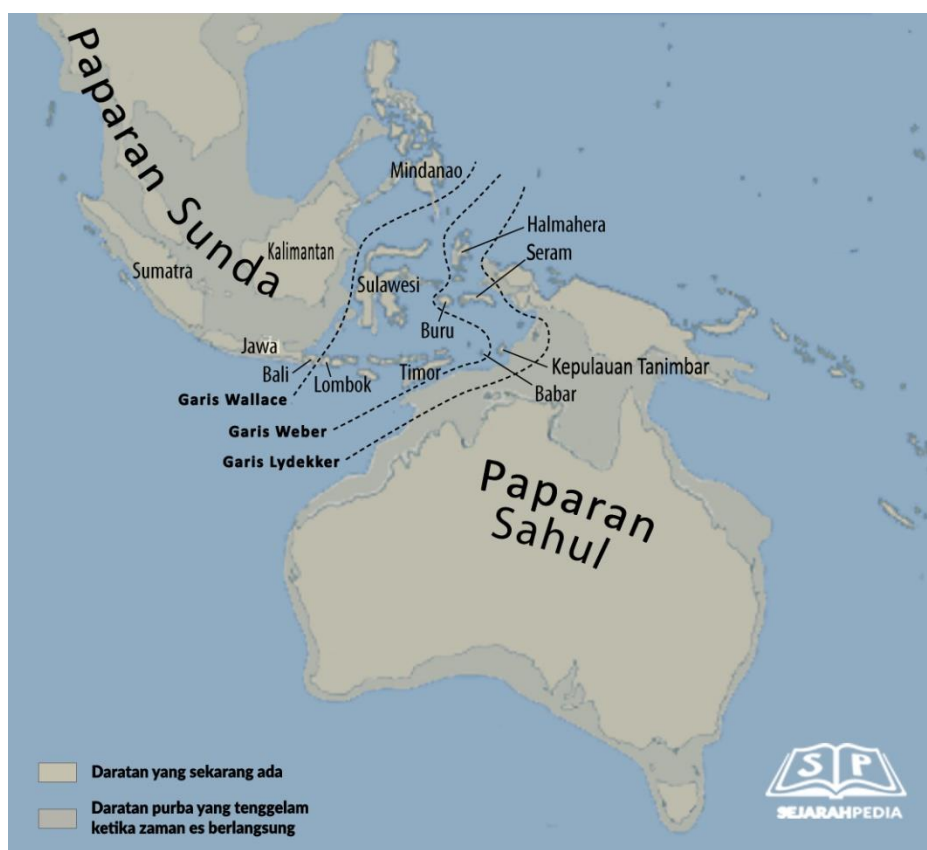 Paparan Sunda
Mindanao
Halmahera
Seram
Kalimantan
Sumatra
Sulawesi
Buru
Jawa
Bali
Lombok
Timor
Kepulauan Tanimbar
Babar
Garis Wallace
Garis Weber
Garis Lydekker
Paparan
Sahul
Daratan yang sekarang ada
Daratan purba yang tenggelam
ketika zaman es berlangsung
SP
SEJARAHPEDIA